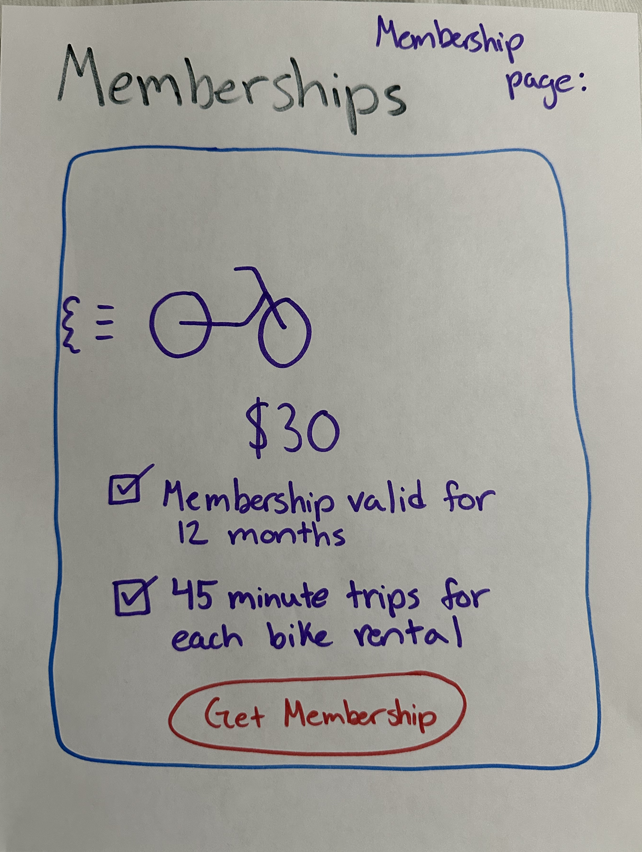 Membership
page:
Memberships
$30
Membership valid for
12 months
45 minute trips for
each bike rental
Get Membership